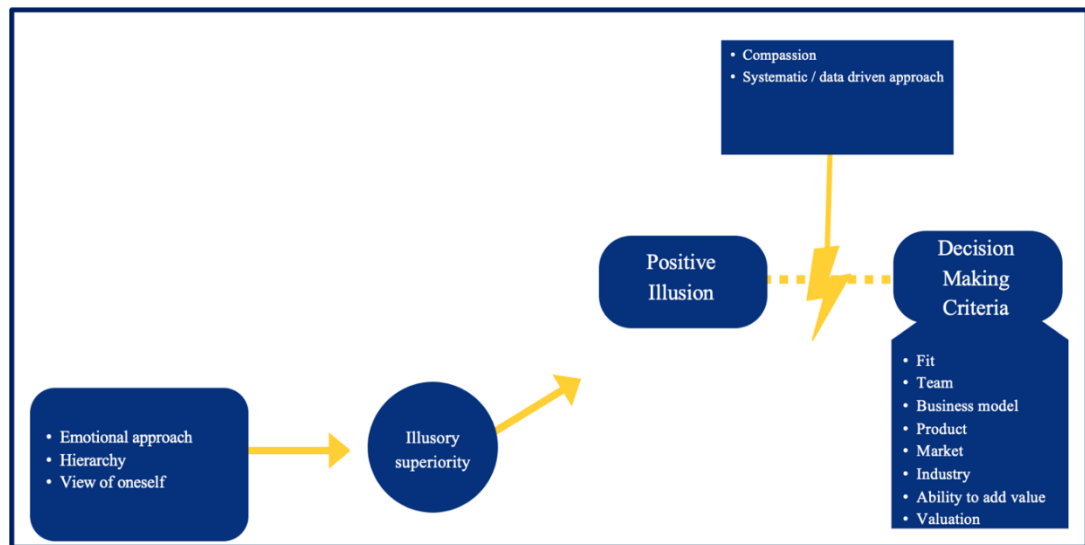 • Compassion
• Systematic / data driven approach
Positive
Illusion
Decision
Making
Criteria
• Fit
• Team
• Business model
• Product
• Market
• Industry
• Ability to add value
• Valuation
• Emotional approach
• Hierarchy
• View of oneself
Illusory
superiority